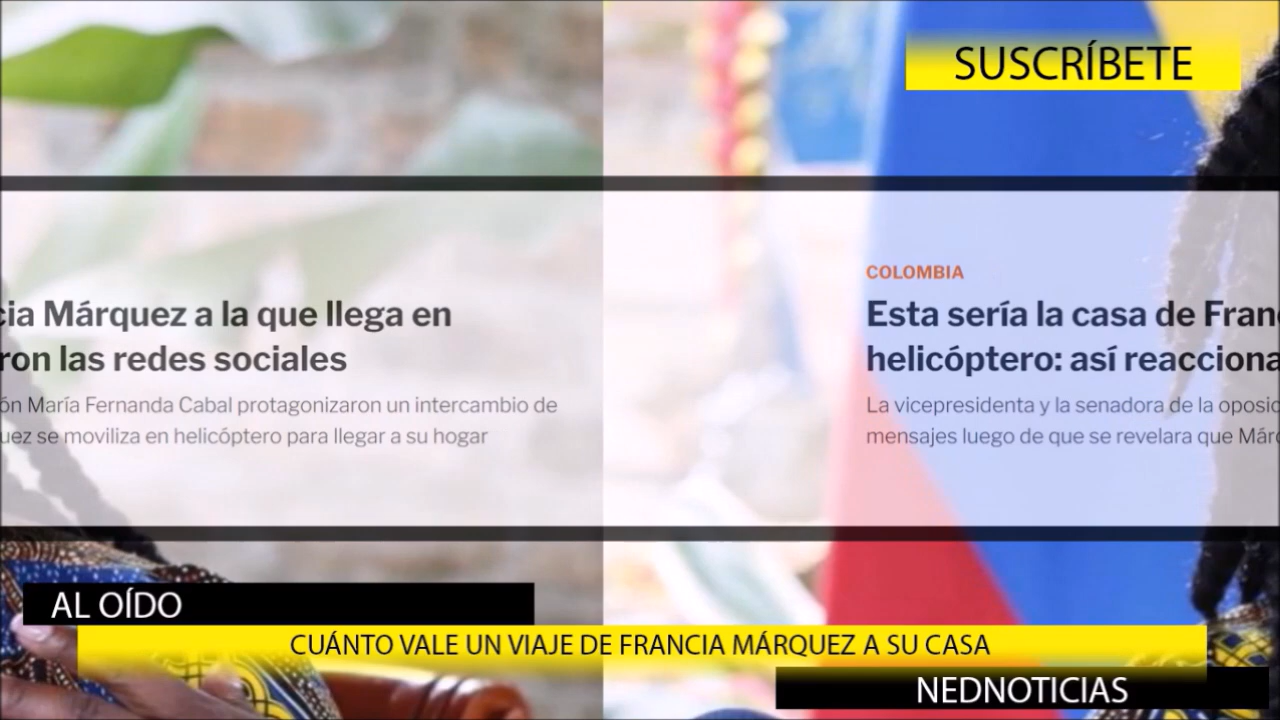 SUSCRÍBETE
cia Márquez a la que llega en
ron las redes sociales
ón María Fernanda Cabal protagonizaron un intercambio de
uez se moviliza en helicóptero para llegar a su hogar
COLOMBIA
Esta sería la casa de Fran
helicóptero: así reacciona
La vicepresidenta y la senadora de la oposic
mensajes luego de que se revelara que Márq
AL OÍDO
CUÁNTO VALE UN VIAJE DE FRANCIA MÁRQUEZ A SU CASA
NEDNOTICIAS